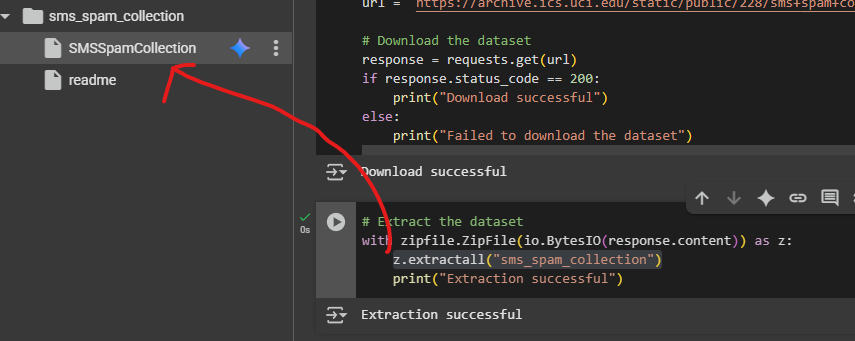 sms_spam_collection
SMSSpamCollection
readme
url = "https://archive.ics.uci.edu/static/public/228/sms+spam+co
# Download the dataset
response = requests.get(url)
if response.status_code == 200:
print("Download successful")
else:
print("Failed to download the dataset")
Download successful
0s
# Extract the dataset
with zipfile.ZipFile(io.BytesIO(response.content)) as z:
z.extractall("sms_spam_collection")
print("Extraction successful")
Extraction successful